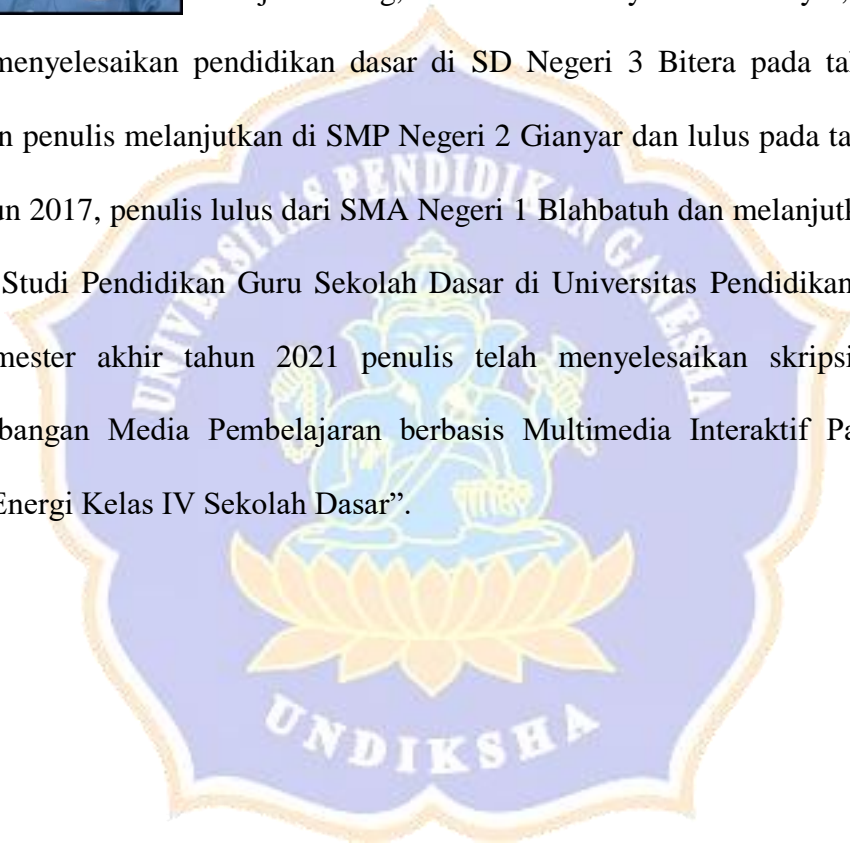 menyelesaikan pendidikan dasar di SD Negeri 3 Bitera pada
penulis melanjutkan di SMP Negeri 2 Gianyar dan lulus pada
2017, penulis lulus dari SMA Negeri 1 Blahbatuh dan
Studi Pendidikan Guru Sekolah Dasar di Universitas Pendidikan
akhir tahun 2021 penulis telah menyelesaikan skripsi
Media Pembelajaran berbasis Multimedia Interaktif
Energi Kelas IV Sekolah Dasar”.
UNIVERSITAS PENDIDIKAN GANESHA
UNDIKSHA